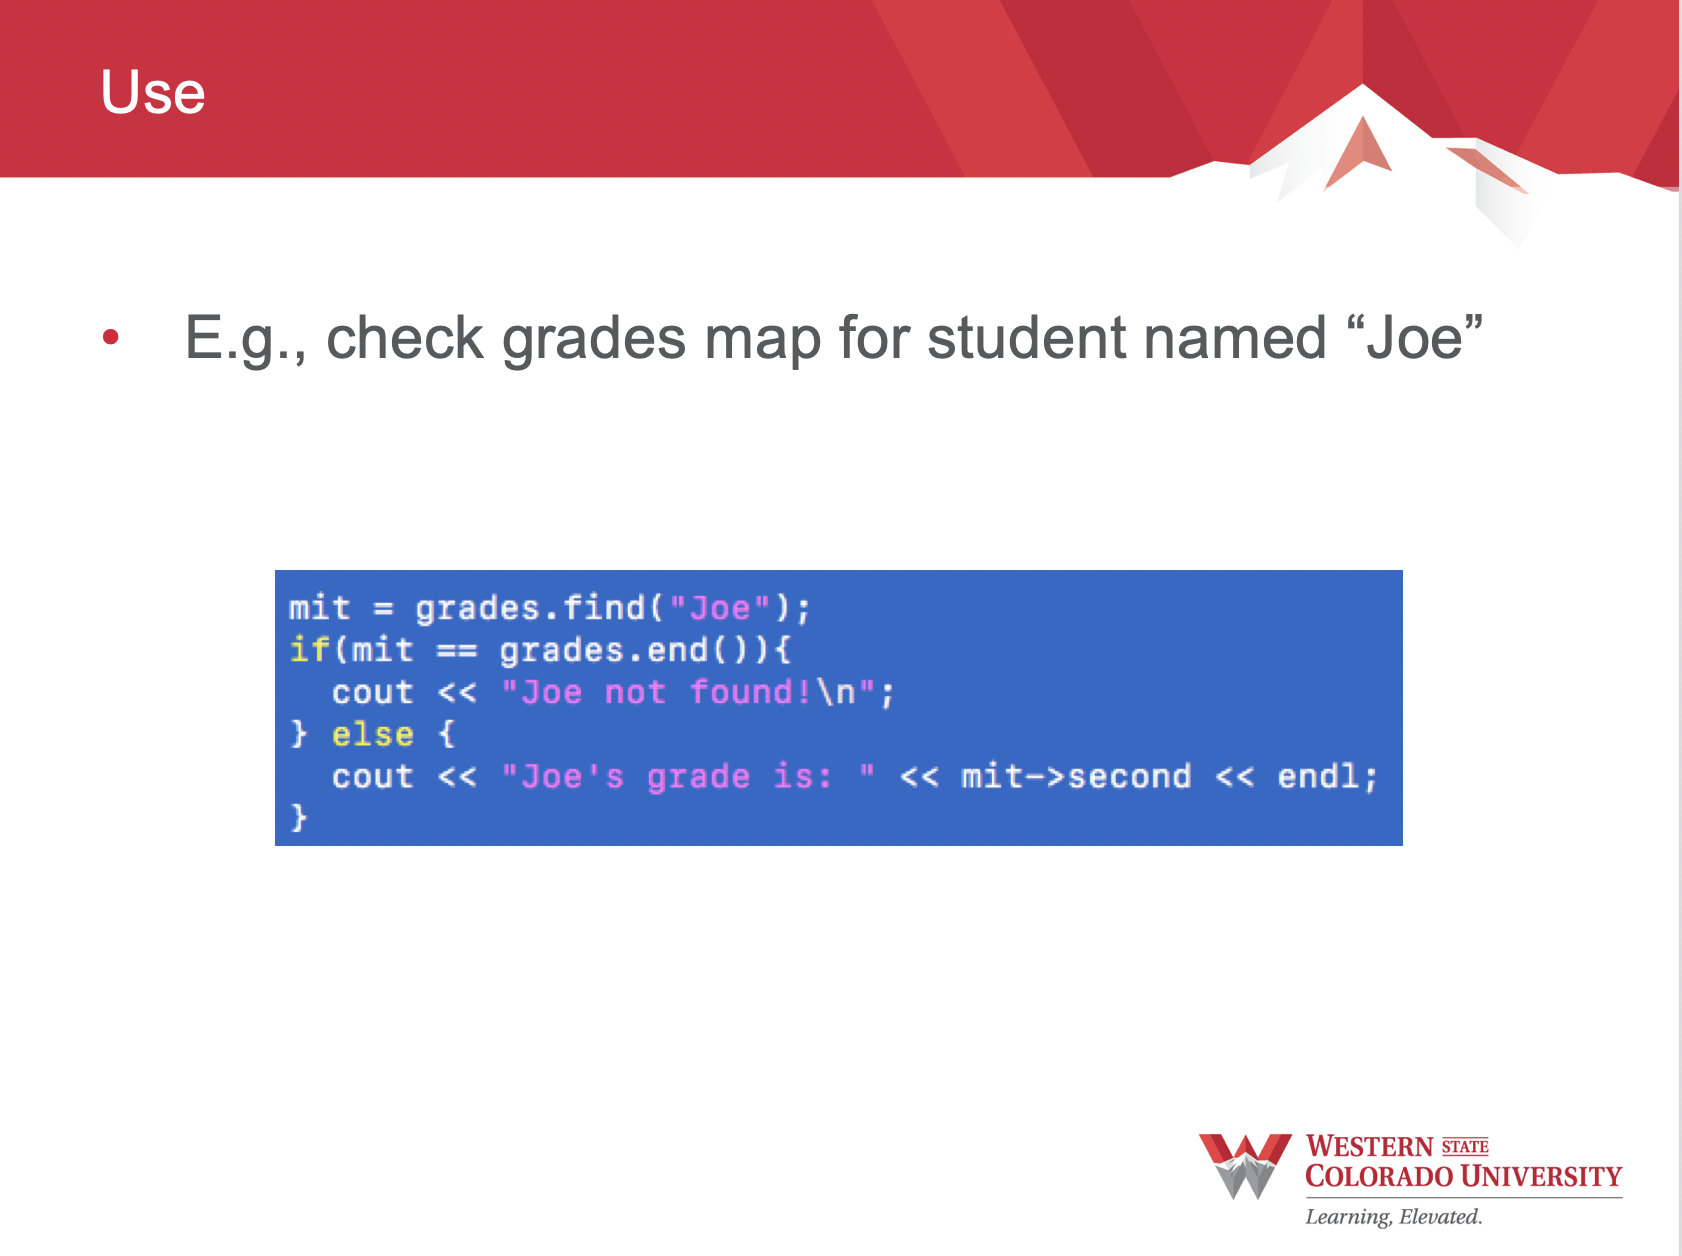 Use
• E.g., check grades map for student named “Joe”
mit = grades.find("Joe");
if(mit == grades.end()){
  cout << "Joe not found!\n";
} else {
  cout << "Joe's grade is: " << mit->second << endl;
}
WESTERN STATE
COLORADO UNIVERSITY
Learning, Elevated.